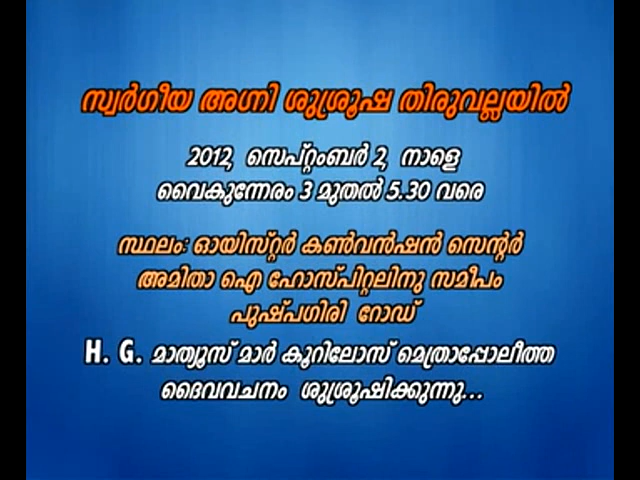 സ്വർഗീയ അഗ്നി ശുശ്രൂഷ തിരുവല്ലയിൽ
2012, സെപ്റ്റംബർ 2, നാളെ
വൈകുന്നേരം 3 മുതൽ 5.30 വരെ
സ്ഥലം: ഓയിസ്റ്റർ കൺവൻഷൻ സെന്റർ
അമിതാ ഐ ഹോസ്പിറ്റലിനു സമീപം
പുഷ്പഗിരി റോഡ്
H. G. മാത്യൂസ് മാർ കൂറിലോസ് മെത്രാപ്പോലീത്ത
ദൈവവചനം ശുശ്രൂഷിക്കുന്നു...